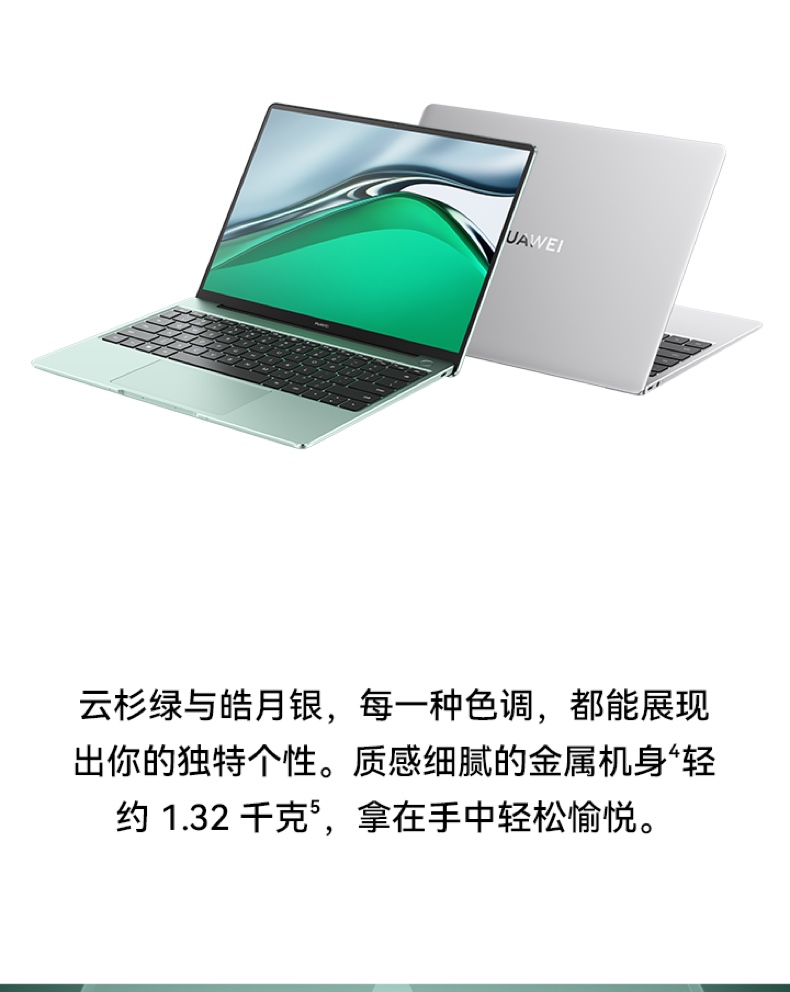 HUAWEI
UAWEI
云杉绿与皓月银，每一种色调，都能展现
出你的独特个性。质感细腻的金属机身⁴轻
约 1.32 千克⁵，拿在手中轻松愉悦。